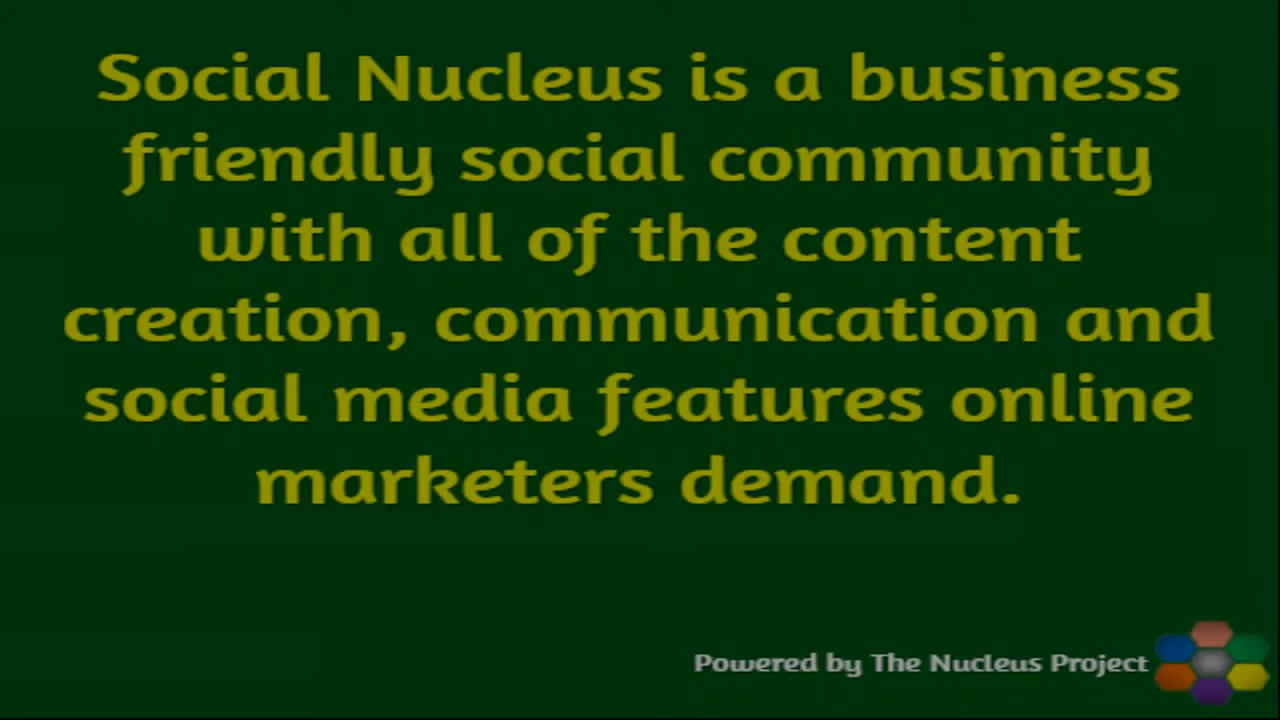 Social Nucleus is a business
friendly social community
with all of the content
creation, communication and
social media features online
marketers demand.
Powered by The Nucleus Project